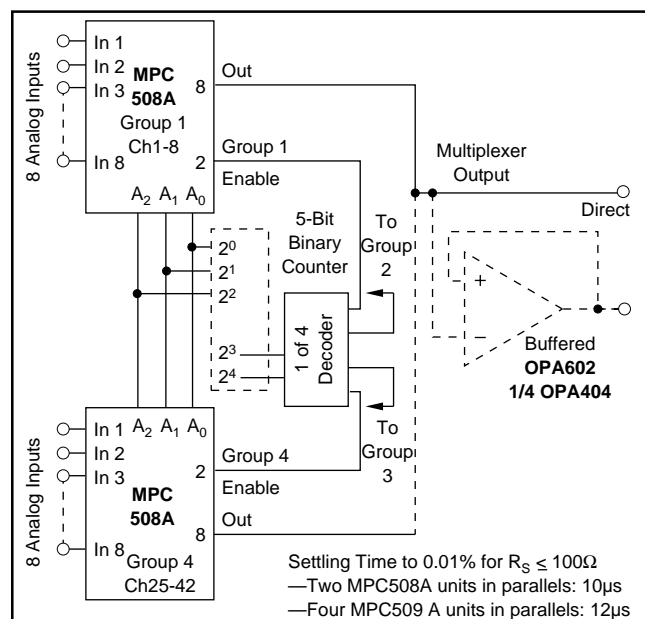 8 Analog Inputs
In 1
In 2
In 3
In 8
MPC
508A
Group 1
Ch1-8
8
2
A2 A1 A0
Out
Group 1
Enable
5-Bit
Binary
Counter
2⁰
2¹
2²
2³
2⁴
1 of 4
Decoder
To
Group
2
To
Group
3
Multiplexer
Output
Direct
+
–
Buffered
OPA602
1/4 OPA404
8 Analog Inputs
In 1
In 2
In 3
In 8
A2 A1 A0
MPC
508A
Group 4
Ch25-42
2
8
Group 4
Enable
Out
Settling Time to 0.01% for RS ≤ 100Ω
—Two MPC508A units in parallels: 10µs
—Four MPC509 A units in parallels: 12µs